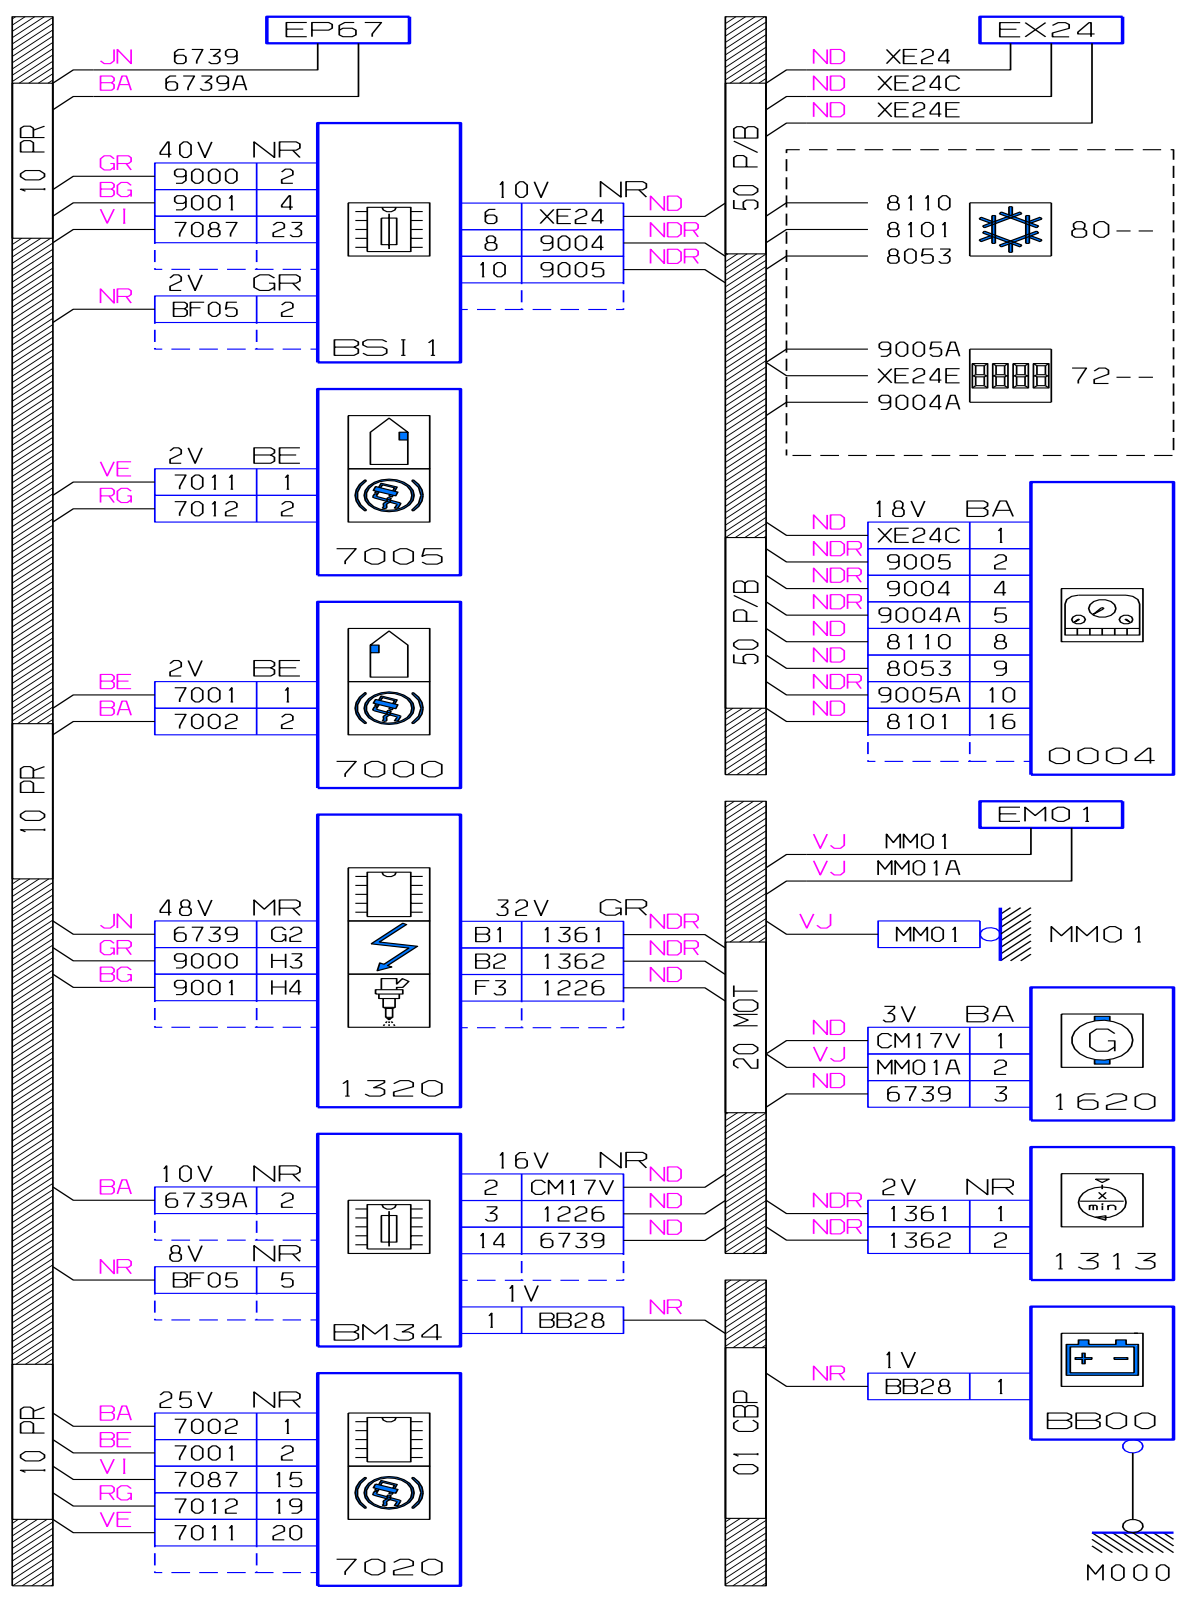 EP67
JN 6739
BA 6739A
10 PR
40V NR
GR 9000 2
BG 9001 4
VI 7087 23
2V GR
NR BF05 2
BSI1
10V NR
6 XE24 ND
8 9004 NDR
10 9005 NDR
2V BE
VE 7011 1
RG 7012 2
7005
2V BE
BE 7001 1
BA 7002 2
7000
10 PR
48V MR
JN 6739 G2
GR 9000 H3
BG 9001 H4
1320
32V GR
B1 1361 NDR
B2 1362 NDR
F3 1226 ND
10V NR
BA 6739A 2
8V NR
NR BF05 5
BM34
16V NR
2 CM17V ND
3 1226 ND
14 6739 ND
1V
1 BB28 NR
10 PR
25V NR
BA 7002 1
BE 7001 2
VI 7087 15
RG 7012 19
VE 7011 20
7020
EX24
ND XE24
ND XE24C
ND XE24E
50 P/B
8110
8101
8053
80--
9005A
XE24E
9004A
72--
50 P/B
18V BA
ND XE24C 1
NDR 9005 2
NDR 9004 4
NDR 9004A 5
ND 8110 8
ND 8053 9
NDR 9005A 10
ND 8101 16
0004
EM01
VJ MM01
VJ MM01A
VJ MM01 MM01
20 MOT
3V BA
ND CM17V 1
VJ MM01A 2
ND 6739 3
G
1620
2V NR
NDR 1361 1
NDR 1362 2
x
min
1313
01 CBP
1V
NR BB28 1
+ -
BB00
M000